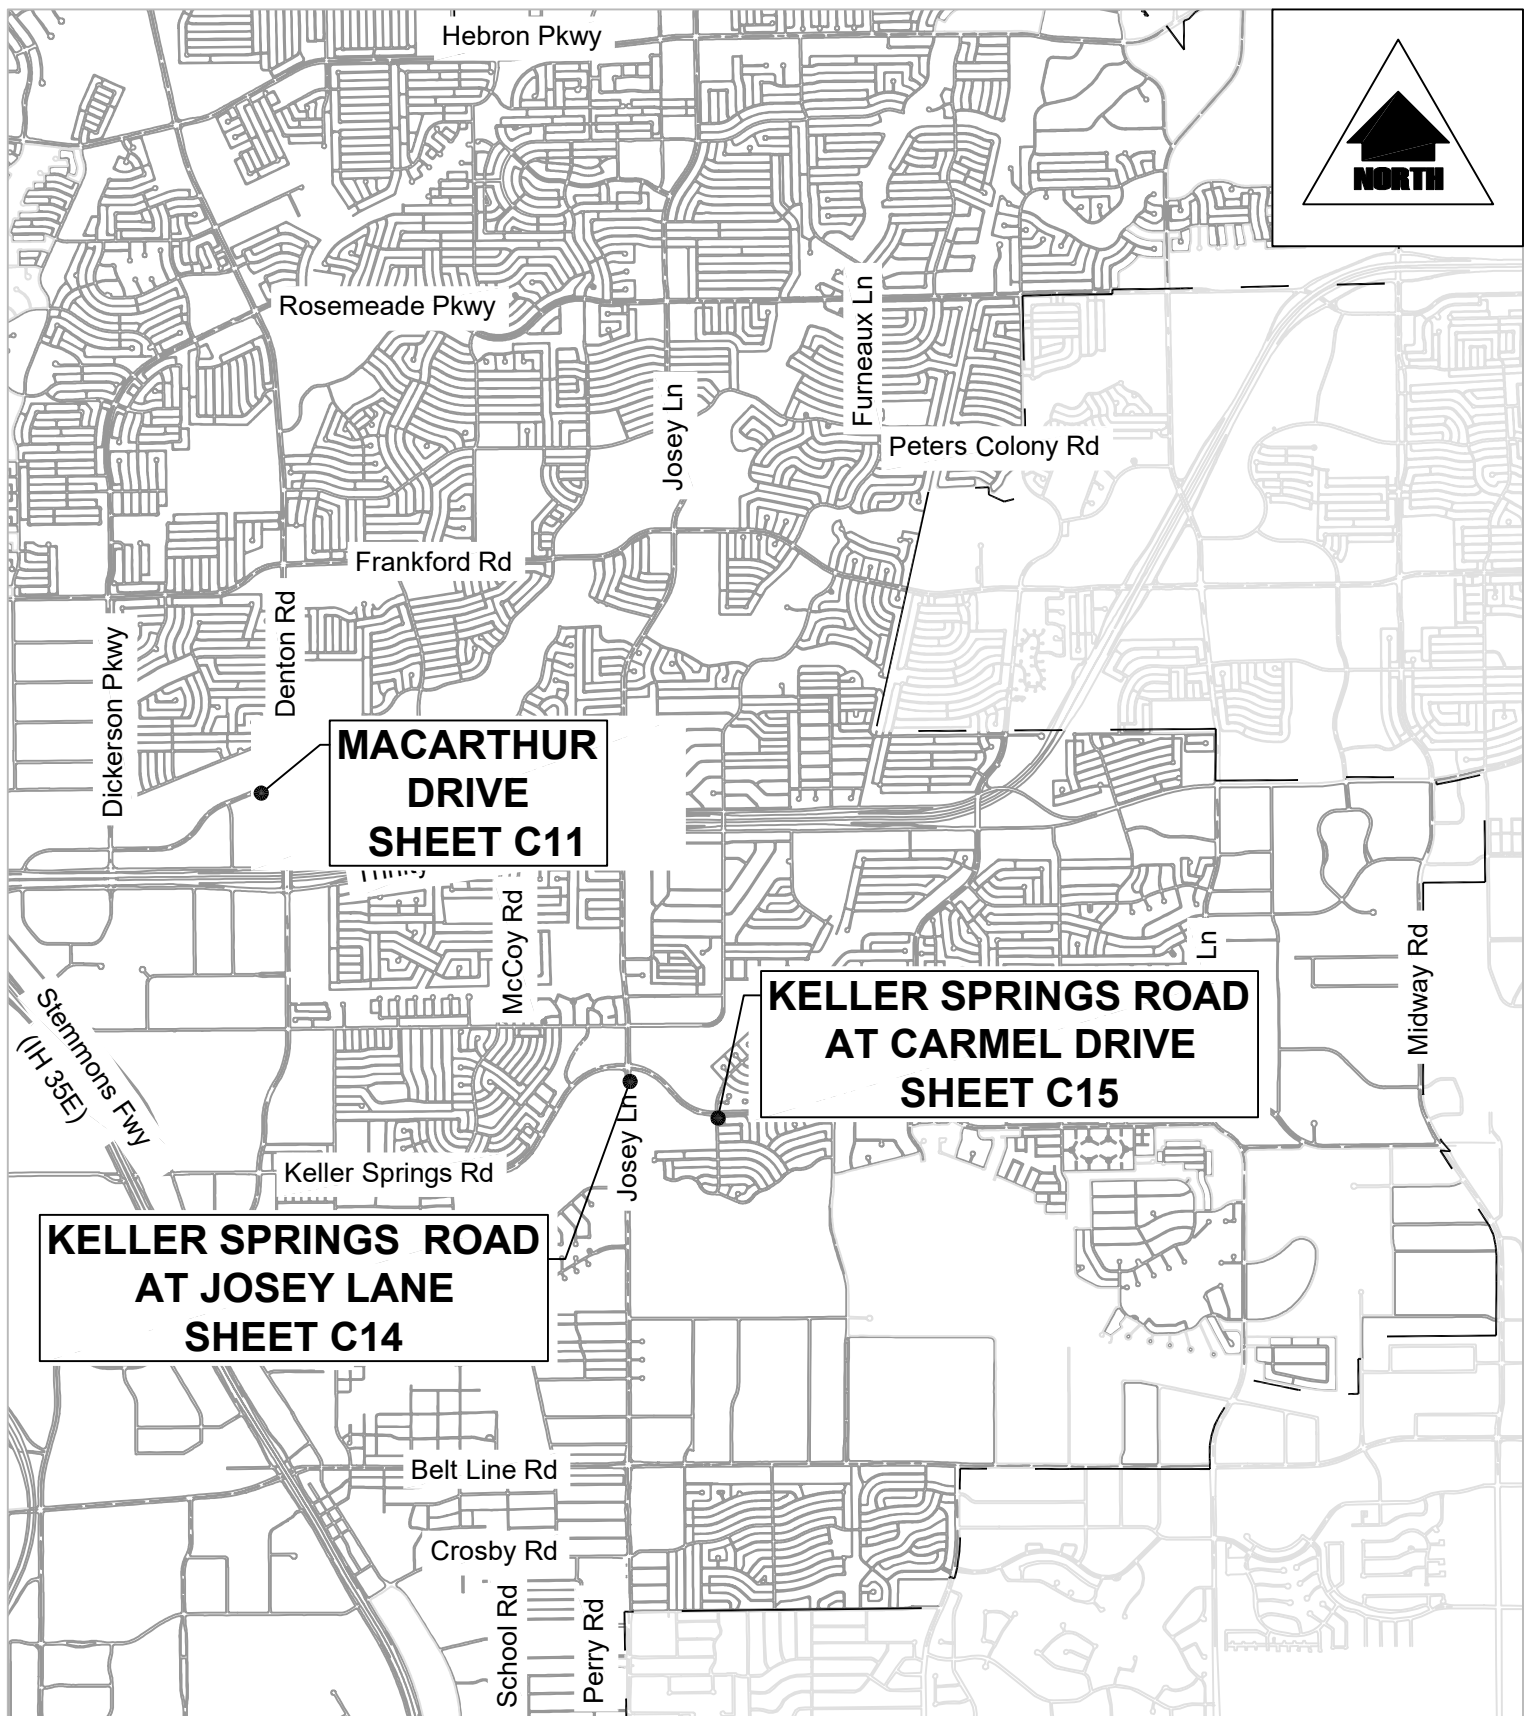 Hebron Pkwy
NORTH
Rosemeade Pkwy
Furneaux Ln
Josey Ln
Peters Colony Rd
Frankford Rd
Denton Rd
Dickerson Pkwy
MACARTHUR
DRIVE
SHEET C11
McCoy Rd
Ln
Midway Rd
Stemmons Fwy
(IH 35E)
KELLER SPRINGS ROAD
AT CARMEL DRIVE
SHEET C15
Josey Ln
Keller Springs Rd
KELLER SPRINGS ROAD
AT JOSEY LANE
SHEET C14
Belt Line Rd
Crosby Rd
School Rd
Perry Rd